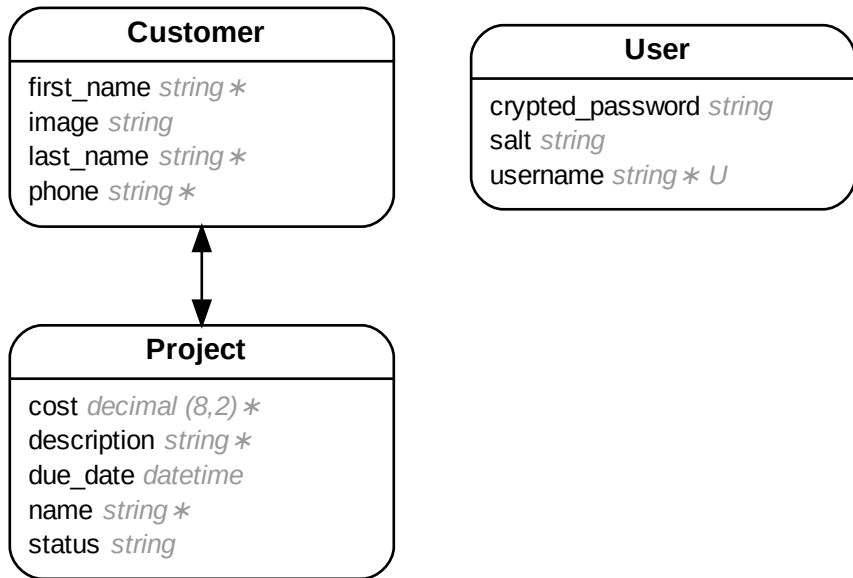 Customer
first_name string ∗
image string
last_name string ∗
phone string ∗
User
crypted_password string
salt string
username string ∗ U
Project
cost decimal (8,2) ∗
description string ∗
due_date datetime
name string ∗
status string